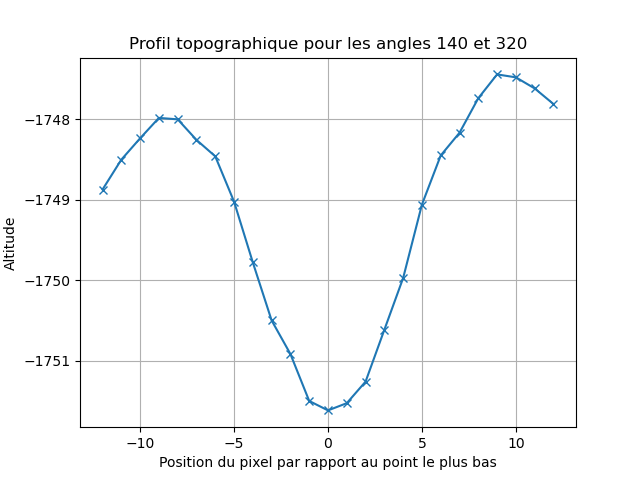 Profil topographique pour les angles 140 et 320
Altitude
−1748
−1749
−1750
−1751
−10 −5 0 5 10
Position du pixel par rapport au point le plus bas